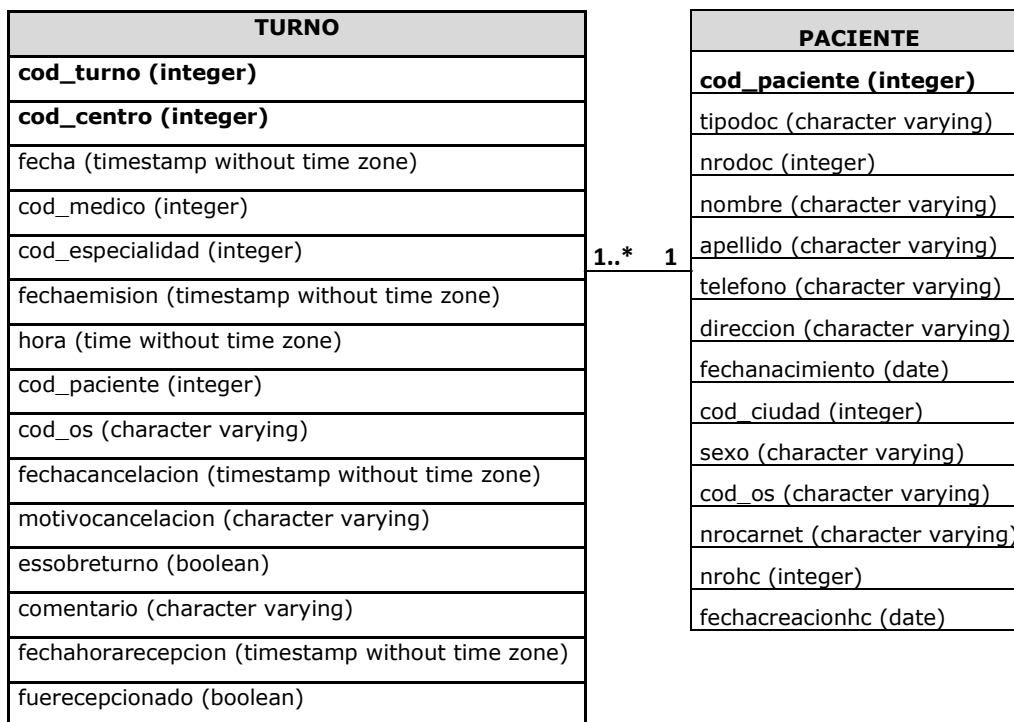 TURNO
cod_turno (integer)
cod_centro (integer)
fecha (timestamp without time zone)
cod_medico (integer)
cod_especialidad (integer)
fechaemision (timestamp without time zone)
hora (time without time zone)
cod_paciente (integer)
cod_os (character varying)
fechacancelacion (timestamp without time zone)
motivocancelacion (character varying)
essobreturno (boolean)
comentario (character varying)
fechahorarecepcion (timestamp without time zone)
fuerecepcionado (boolean)
1..* 1
PACIENTE
cod_paciente (integer)
tipodoc (character varying)
nrodoc (integer)
nombre (character varying)
apellido (character varying)
telefono (character varying)
direccion (character varying)
fechanacimiento (date)
cod_ciudad (integer)
sexo (character varying)
cod_os (character varying)
nrocarnet (character varying)
nrohc (integer)
fechacreacionhc (date)